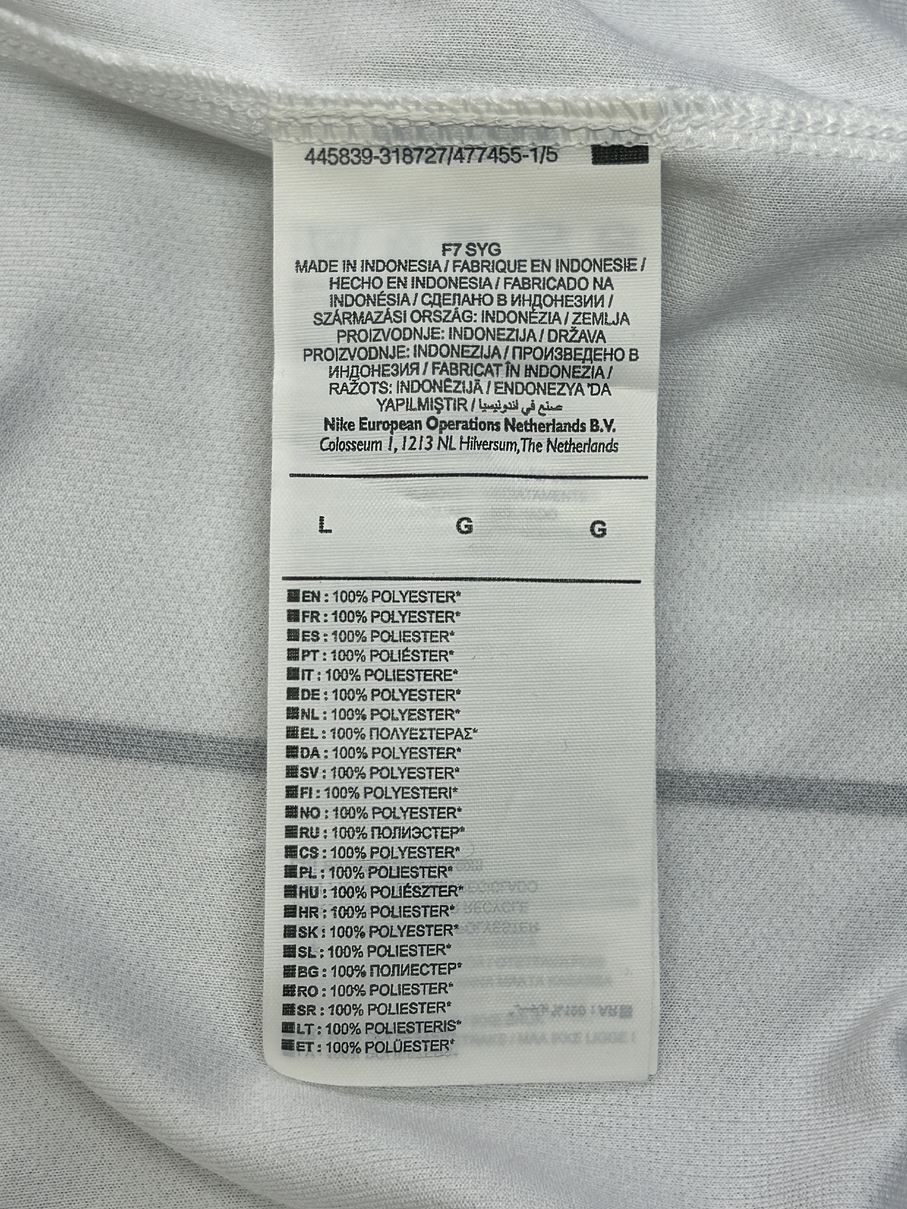 445839-318727/477455-1/5
F7 SYG
MADE IN INDONESIA / FABRIQUE EN INDONESIE /
HECHO EN INDONESIA / FABRICADO NA
INDONÉSIA / СДЕЛАНО В ИНДОНЕЗИИ /
SZÁRMAZÁSI ORSZÁG: INDONÉZIA / ZEMLJA
PROIZVODNJE: INDONEZIJA / DRŽAVA
PROIZVODNJE: INDONEZIJA / ПРОИЗВЕДЕНО В
ИНДОНЕЗИЯ / FABRICAT ÎN INDONEZIA /
RAŽOTS: INDONĒZIJĀ / ENDONEZYA 'DA
YAPILMIŞTIR / صنع في اندونيسيا
Nike European Operations Netherlands B.V.
Colosseum 1, 1213 NL Hilversum, The Netherlands
L G G
EN : 100% POLYESTER*
FR : 100% POLYESTER*
ES : 100% POLIESTER*
PT : 100% POLIÉSTER*
IT : 100% POLIESTERE*
DE : 100% POLYESTER*
NL : 100% POLYESTER*
EL : 100% ΠΟΛΥΕΣΤΕΡΑΣ*
DA : 100% POLYESTER*
SV : 100% POLYESTER*
FI : 100% POLYESTERI*
NO : 100% POLYESTER*
RU : 100% ПОЛИЭСТЕР*
CS : 100% POLYESTER*
PL : 100% POLIESTER*
HU : 100% POLIÉSZTER*
HR : 100% POLIESTER*
SK : 100% POLYESTER*
SL : 100% POLIESTER*
BG : 100% ПОЛИЕСТЕР*
RO : 100% POLIESTER*
SR : 100% POLIESTER*
LT : 100% POLIESTERIS*
ET : 100% POLÜESTER*